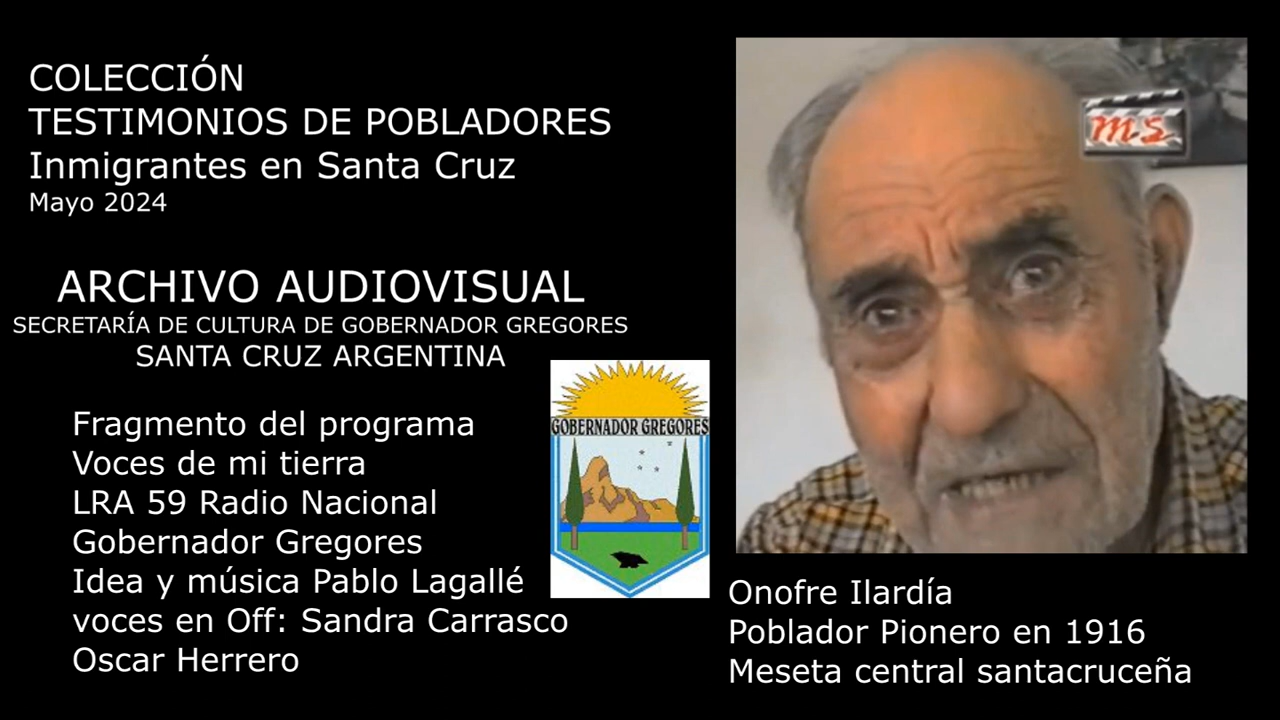 COLECCIÓN
TESTIMONIOS DE POBLADORES
Inmigrantes en Santa Cruz
Mayo 2024
ARCHIVO AUDIOVISUAL
SECRETARÍA DE CULTURA DE GOBERNADOR GREGORES
SANTA CRUZ ARGENTINA
Fragmento del programa
Voces de mi tierra
LRA 59 Radio Nacional
Gobernador Gregores
Idea y música Pablo Lagallé
voces en Off: Sandra Carrasco
Oscar Herrero
GOBERNADOR GREGORES
m.s.
Onofre Ilardía
Poblador Pionero en 1916
Meseta central santacruceña